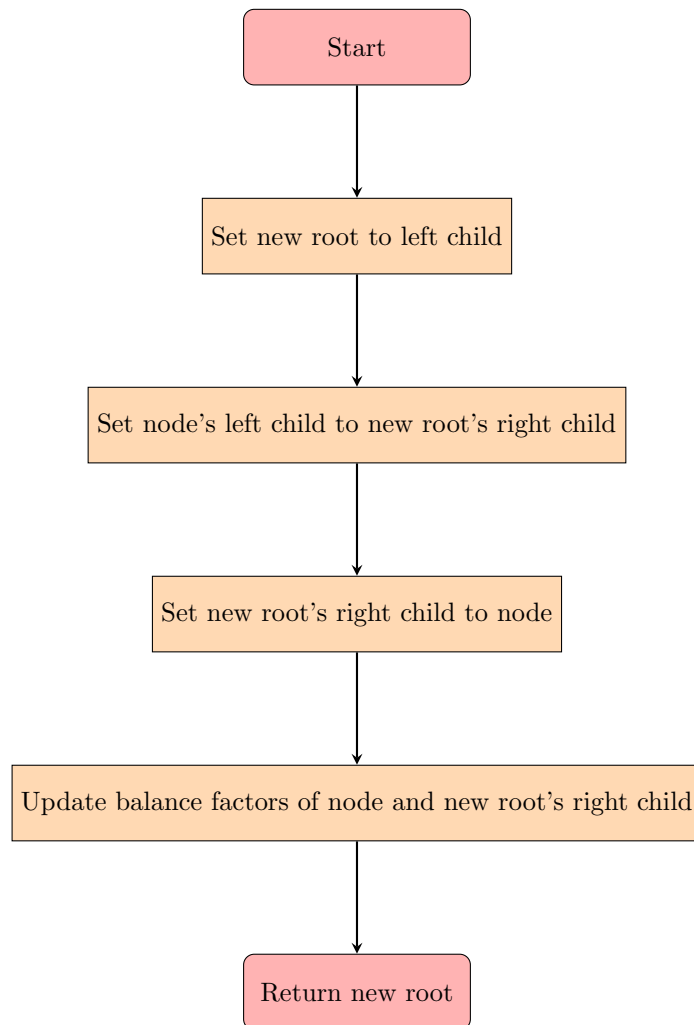 Start
Set new root to left child
Set node's left child to new root's right child
Set new root's right child to node
Update balance factors of node and new root's right child
Return new root